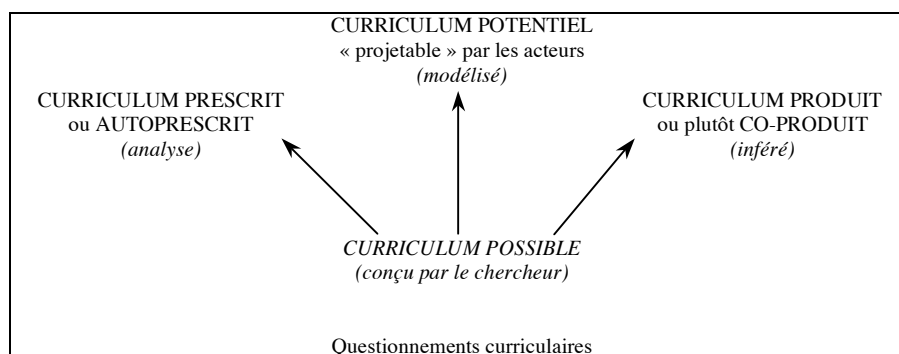 CURRICULUM POTENTIEL
« projetable » par les acteurs
(modélisé)
CURRICULUM PRESCRIT
ou AUTOPRESCRIT
(analyse)
CURRICULUM PRODUIT
ou plutôt CO-PRODUIT
(inféré)
CURRICULUM POSSIBLE
(conçu par le chercheur)
Questionnements curriculaires